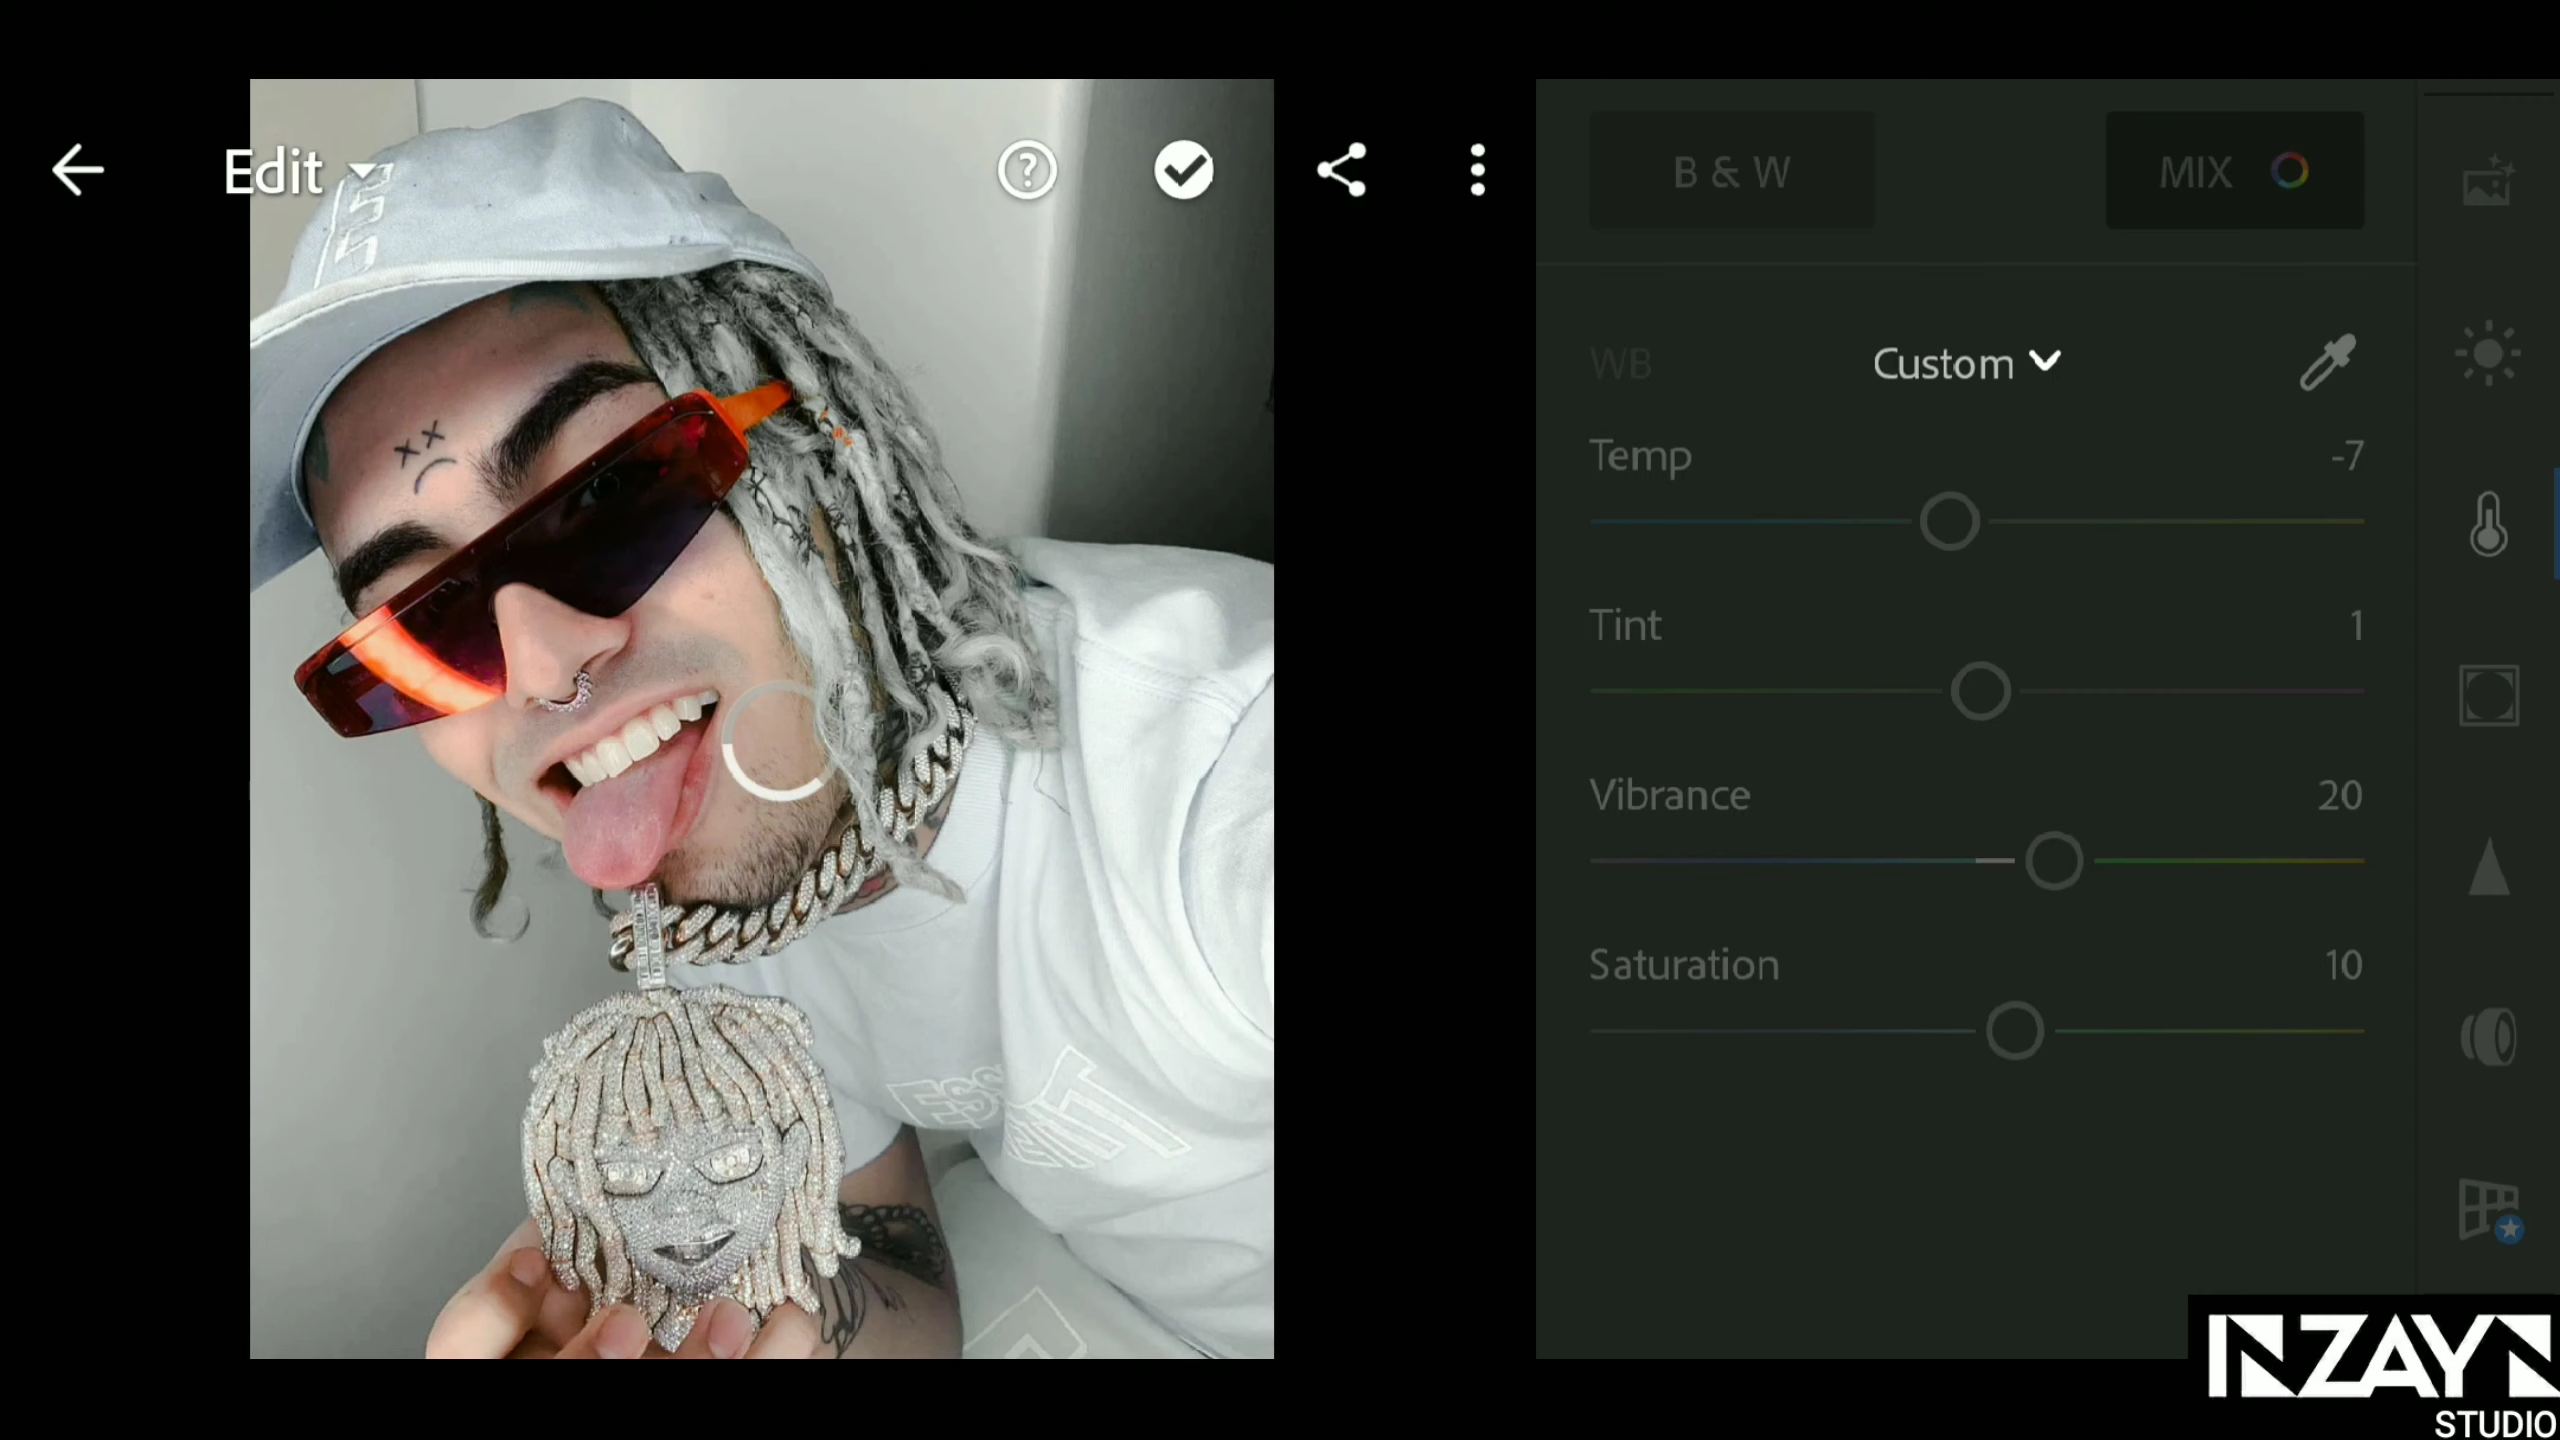 Edit
B & W
MIX
WB
Custom
Temp
-7
Tint
1
Vibrance
20
Saturation
10
NZAYN
STUDIO